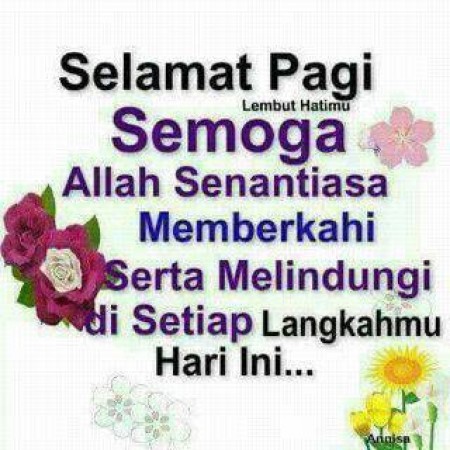 Selamat Pagi
Lembut Hatimu
Semoga
Allah Senantiasa
Memberkahi
Serta Melindungi
di Setiap Langkahmu
Hari Ini...
Annisa